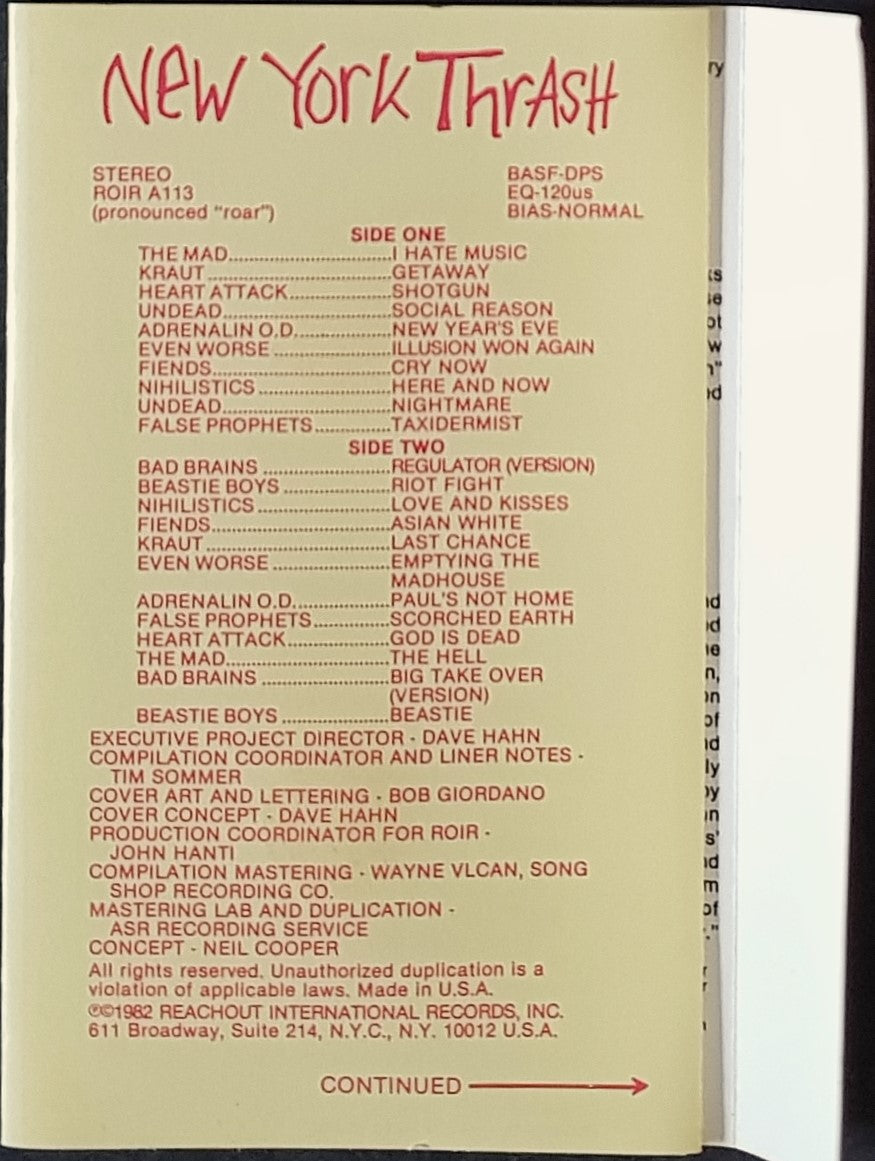 New York ThrASH
STEREO
ROIR A113
(pronounced "roar")
BASF-DPS
EQ-120us
BIAS-NORMAL
SIDE ONE
THE MAD..............................I HATE MUSIC
KRAUT..............................GETAWAY
HEART ATTACK..................SHOTGUN
UNDEAD..............................SOCIAL REASON
ADRENALIN O.D.................NEW YEAR'S EVE
EVEN WORSE.....................ILLUSION WON AGAIN
FIENDS................................CRY NOW
NIHILISTICS........................HERE AND NOW
UNDEAD..............................NIGHTMARE
FALSE PROPHETS.............TAXIDERMIST
SIDE TWO
BAD BRAINS.......................REGULATOR (VERSION)
BEASTIE BOYS...................RIOT FIGHT
NIHILISTICS........................LOVE AND KISSES
FIENDS................................ASIAN WHITE
KRAUT.................................LAST CHANCE
EVEN WORSE.....................EMPTYING THE
MADHOUSE
ADRENALIN O.D.................PAUL'S NOT HOME
FALSE PROPHETS.............SCORCHED EARTH
HEART ATTACK..................GOD IS DEAD
THE MAD.............................THE HELL
BAD BRAINS.......................BIG TAKE OVER
(VERSION)
BEASTIE BOYS...................BEASTIE
EXECUTIVE PROJECT DIRECTOR - DAVE HAHN
COMPILATION COORDINATOR AND LINER NOTES -
TIM SOMMER
COVER ART AND LETTERING - BOB GIORDANO
COVER CONCEPT - DAVE HAHN
PRODUCTION COORDINATOR FOR ROIR -
JOHN HANTI
COMPILATION MASTERING - WAYNE VLCAN, SONG
SHOP RECORDING CO.
MASTERING LAB AND DUPLICATION -
ASR RECORDING SERVICE
CONCEPT - NEIL COOPER
All rights reserved. Unauthorized duplication is a
violation of applicable laws. Made in U.S.A.
℗©1982 REACHOUT INTERNATIONAL RECORDS, INC.
611 Broadway, Suite 214, N.Y.C., N.Y. 10012 U.S.A.
CONTINUED